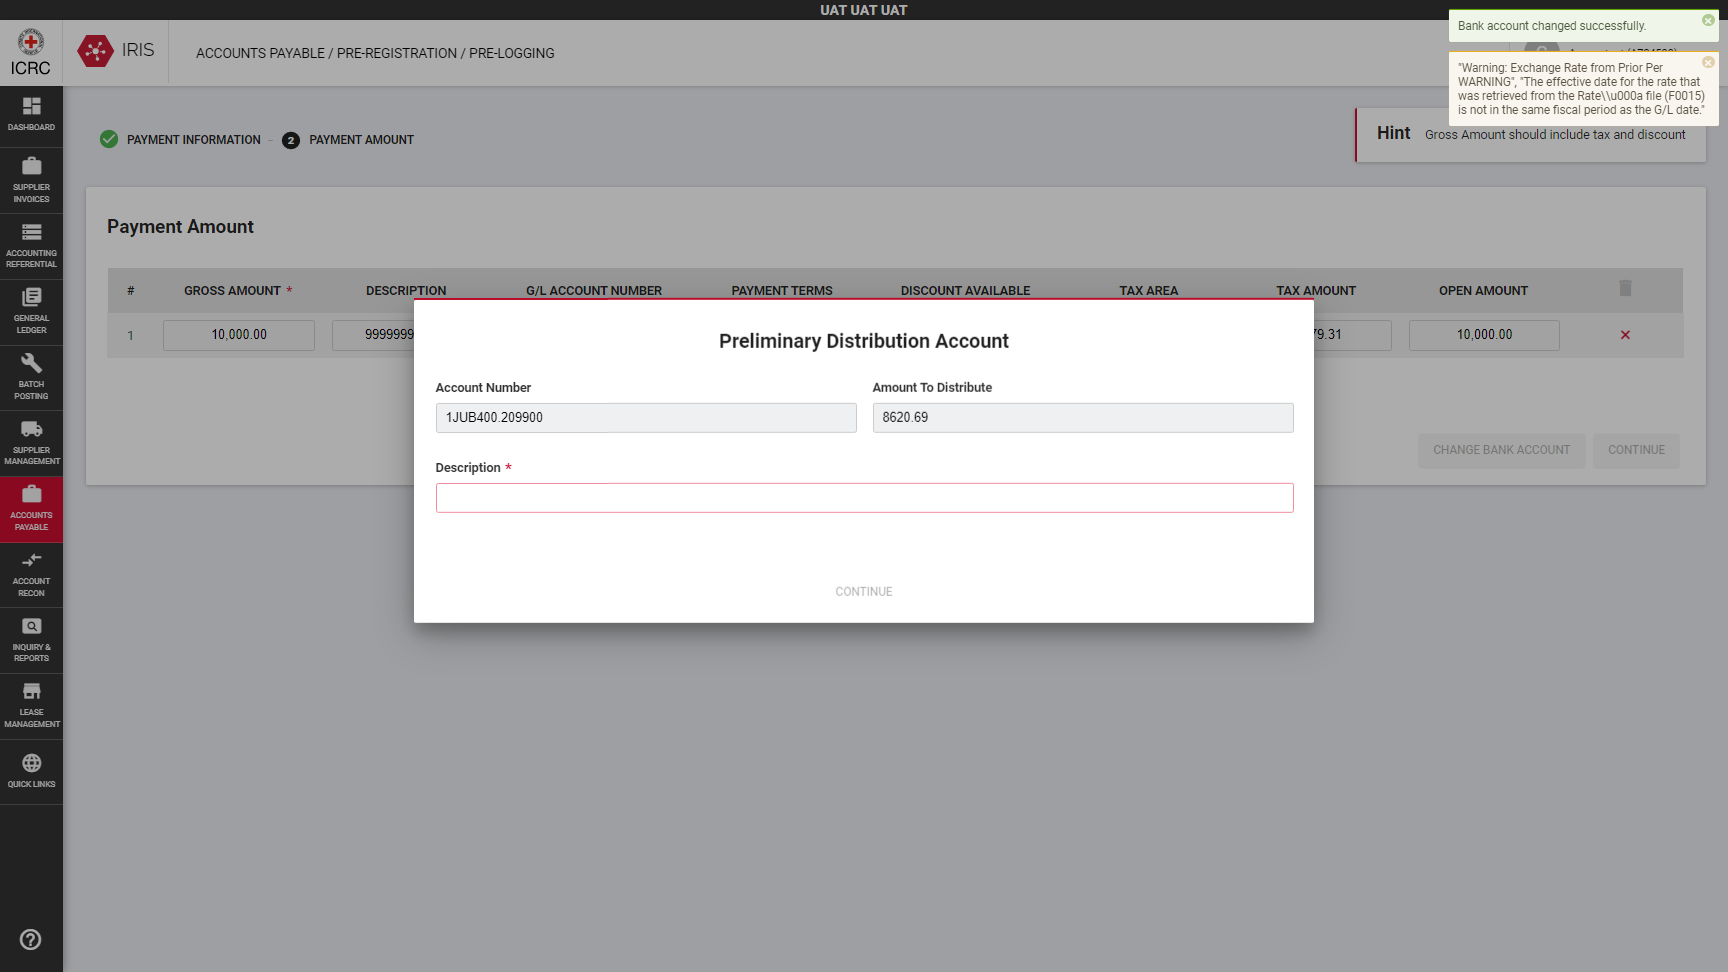 UAT UAT UAT
ICRC
IRIS
ACCOUNTS PAYABLE / PRE-REGISTRATION / PRE-LOGGING
Bank account changed successfully.
"Warning: Exchange Rate from Prior Per
WARNING", "The effective date for the rate that
was retrieved from the Rate\\u000a file (F0015)
is not in the same fiscal period as the G/L date."
Hint Gross Amount should include tax and discount
DASHBOARD
SUPPLIER
INVOICES
ACCOUNTING
REFERENTIAL
GENERAL
LEDGER
BATCH
POSTING
SUPPLIER
MANAGEMENT
ACCOUNTS
PAYABLE
ACCOUNT
RECON
INQUIRY &
REPORTS
LEASE
MANAGEMENT
QUICK LINKS
PAYMENT INFORMATION - 2 PAYMENT AMOUNT
Payment Amount
# GROSS AMOUNT * DESCRIPTION G/L ACCOUNT NUMBER PAYMENT TERMS DISCOUNT AVAILABLE TAX AREA TAX AMOUNT OPEN AMOUNT
1 10,000.00 9999999 79.31 10,000.00
CHANGE BANK ACCOUNT CONTINUE
Preliminary Distribution Account
Account Number Amount To Distribute
1JUB400.209900 8620.69
Description *
CONTINUE